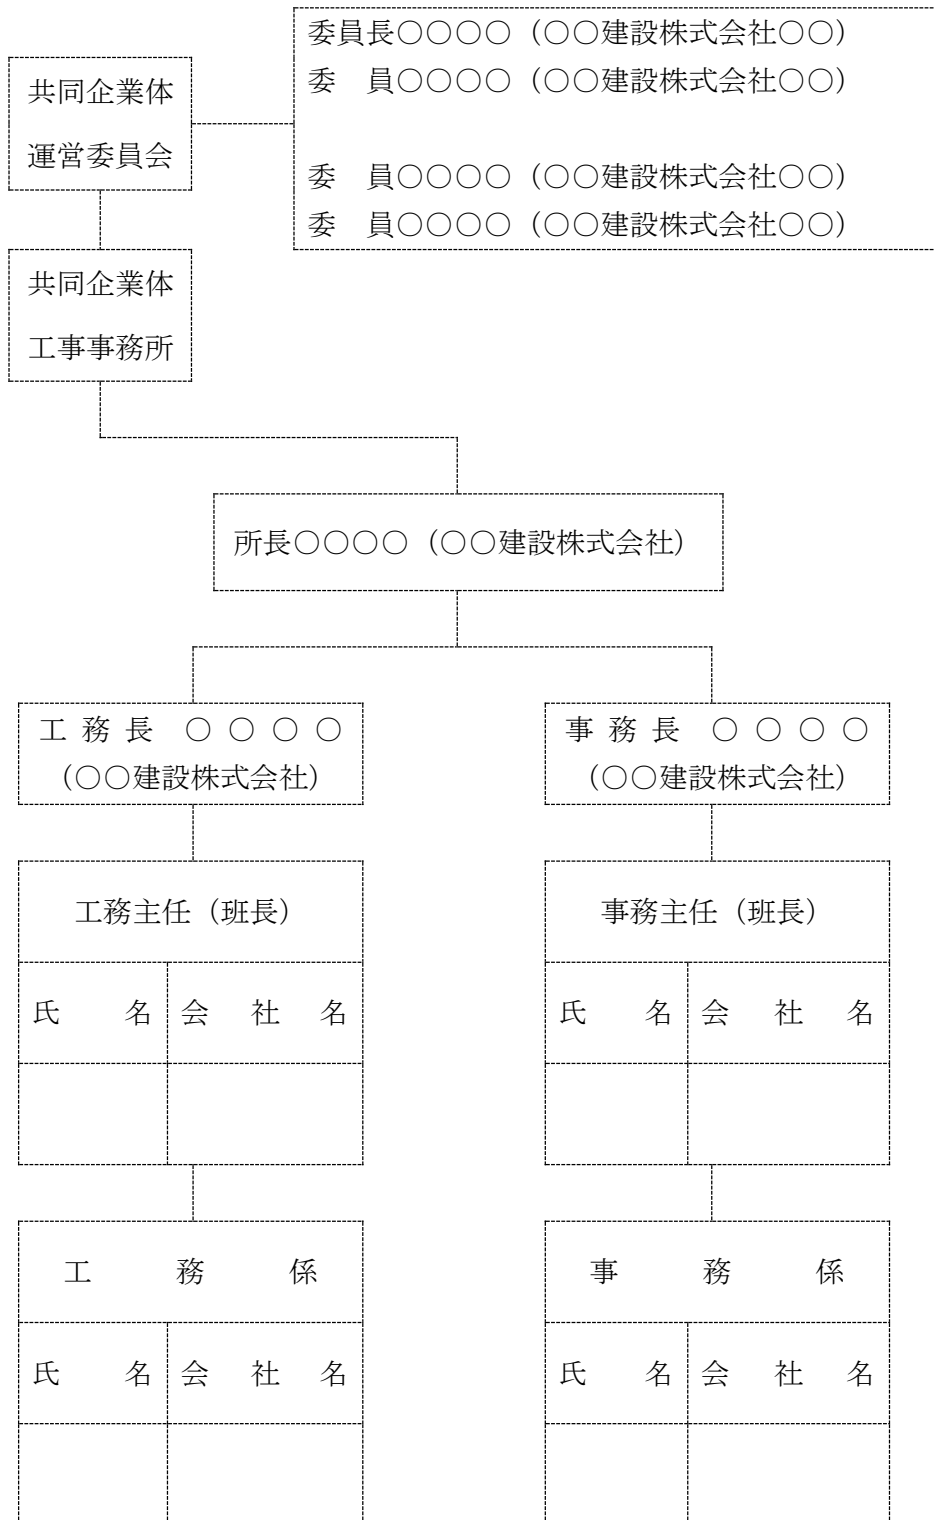 委員長○○○○（○○建設株式会社○○）
委　員○○○○（○○建設株式会社○○）
委　員○○○○（○○建設株式会社○○）
委　員○○○○（○○建設株式会社○○）
共同企業体
運営委員会
共同企業体
工事事務所
所長○○○○（○○建設株式会社）
工 務 長　○ ○ ○ ○
（○○建設株式会社）
事 務 長　○ ○ ○ ○
（○○建設株式会社）
工務主任（班長）
氏　名　会　社　名
事務主任（班長）
氏　名　会　社　名
工　務　係
氏　名　会　社　名
事　務　係
氏　名　会　社　名